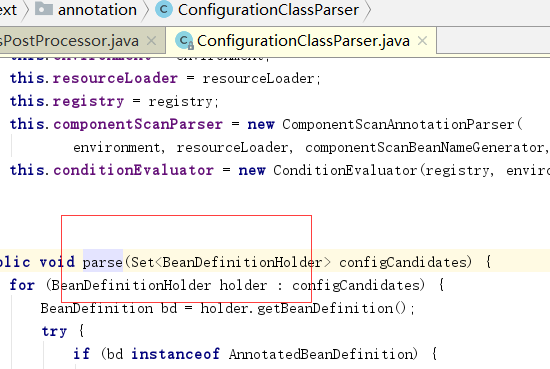 ext annotation ConfigurationClassParser
sPostProcessor.java × ConfigurationClassParser.java ×
this.environment = environment;
this.resourceLoader = resourceLoader;
this.registry = registry;
this.componentScanParser = new ComponentScanAnnotationParser(
environment, resourceLoader, componentScanBeanNameGenerator,
this.conditionEvaluator = new ConditionEvaluator(registry, enviro
blic void parse(Set<BeanDefinitionHolder> configCandidates) {
for (BeanDefinitionHolder holder : configCandidates) {
BeanDefinition bd = holder.getBeanDefinition();
try {
if (bd instanceof AnnotatedBeanDefinition) {